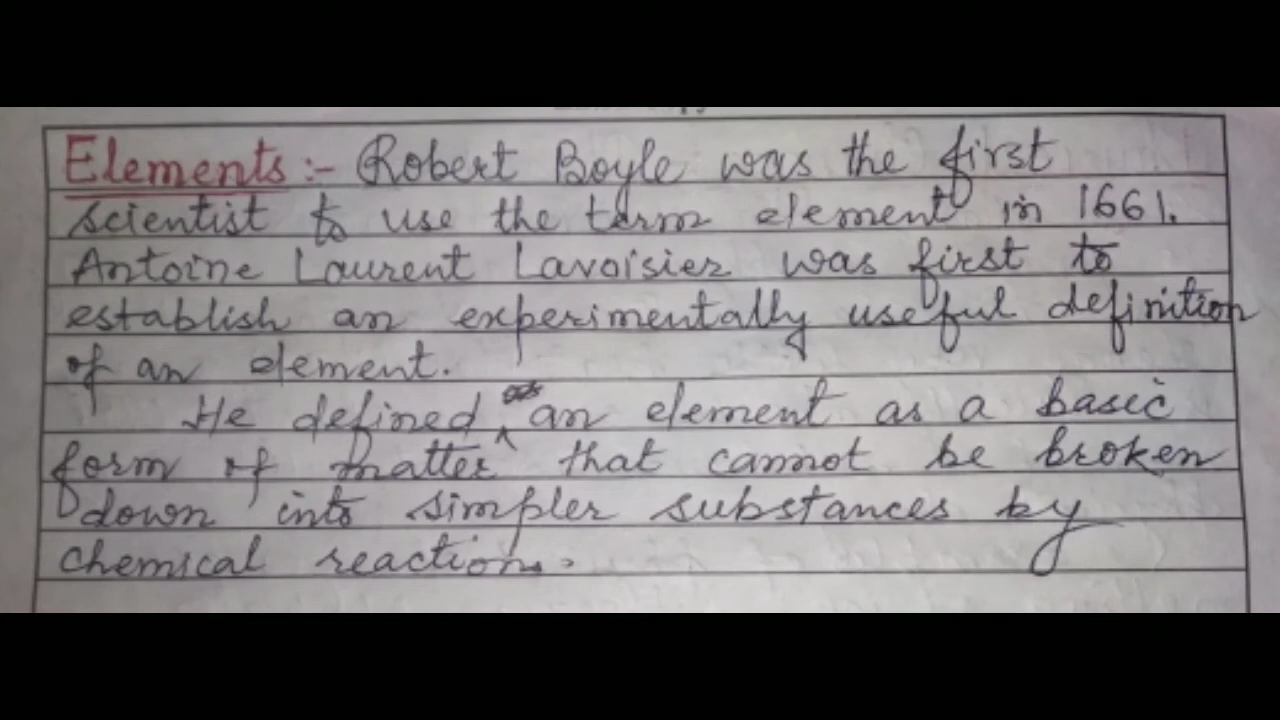 Elements:- Robert Boyle was the first
scientist to use the term element in 1661.
Antoine Laurent Lavoisier was first to
establish an experimentally useful definition
of an element.
He defined an element as a basic
form of matter that cannot be broken
down into simpler substances by
chemical reaction.